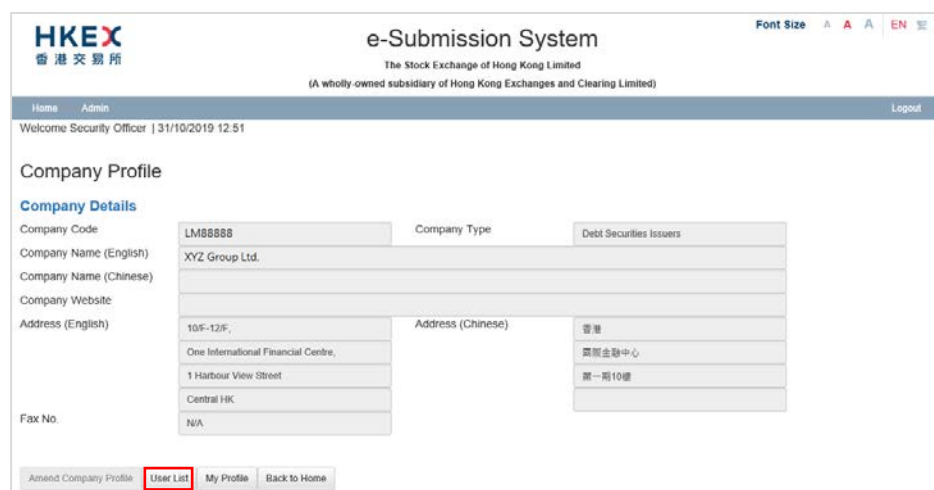 HKEX
香港交易所
e-Submission System
The Stock Exchange of Hong Kong Limited
(A wholly-owned subsidiary of Hong Kong Exchanges and Clearing Limited)
Font Size A A A EN 繁
Home Admin Logout
Welcome Security Officer | 31/10/2019 12:51
Company Profile
Company Details
Company Code LM88888 Company Type Debt Securities Issuers
Company Name (English) XYZ Group Ltd.
Company Name (Chinese)
Company Website
Address (English) 10/F-12/F, Address (Chinese) 香港
One International Financial Centre, 國際金融中心
1 Harbour View Street 第一期10樓
Central HK
Fax No. N/A
Amend Company Profile User List My Profile Back to Home